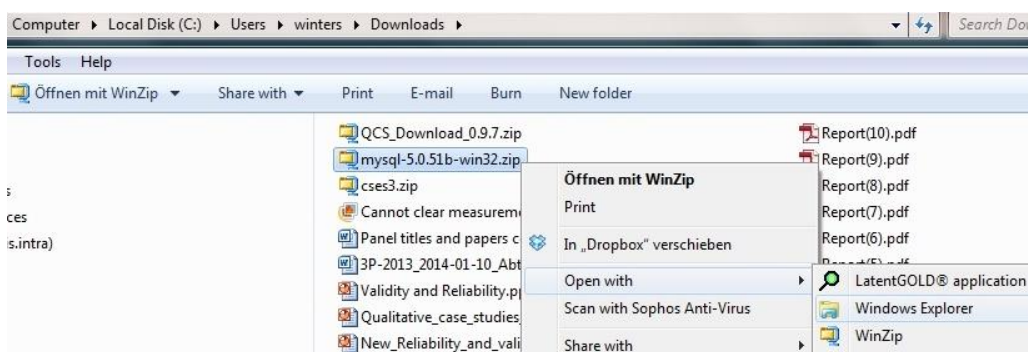 Computer ▸ Local Disk (C:) ▸ Users ▸ winters ▸ Downloads ▸ Search Do
Tools Help
Öffnen mit WinZip Share with Print E-mail Burn New folder
QCS_Download_0.9.7.zip Report(10).pdf
mysql-5.0.51b-win32.zip Report(9).pdf
cses3.zip Öffnen mit WinZip Report(8).pdf
ces Cannot clear measurem Print Report(7).pdf
s.intra) Panel titles and papers c In „Dropbox" verschieben Report(6).pdf
3P-2013_2014-01-10_Abt Report(5).pdf
Validity and Reliability.p Open with LatentGOLD® application
Qualitative_case_studies Scan with Sophos Anti-Virus Windows Explorer
New_Reliability_and_vali Share with WinZip